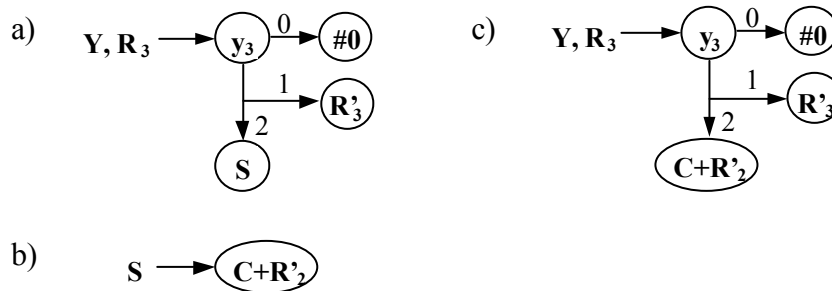 a)
Y, R₃ y₃ 0 #0
1 R'₃
2
S
b)
S C+R'₂
c)
Y, R₃ y₃ 0 #0
1 R'₃
2
C+R'₂